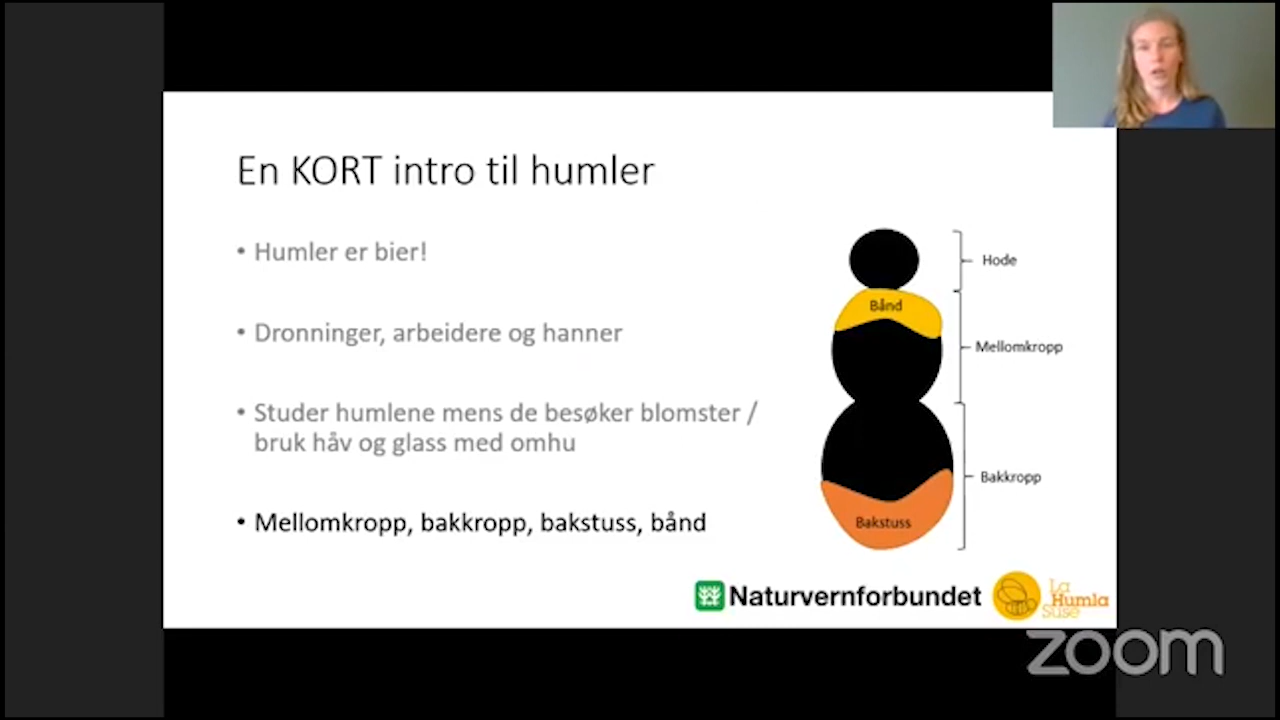 En KORT intro til humler
• Humler er bier!
• Dronninger, arbeidere og hanner
• Studer humlene mens de besøker blomster /
bruk håv og glass med omhu
• Mellomkropp, bakkropp, bakstuss, bånd
Hode
Bånd
Mellomkropp
Bakkropp
Bakstuss
Naturvernforbundet
La
Humla
Suse
zoom